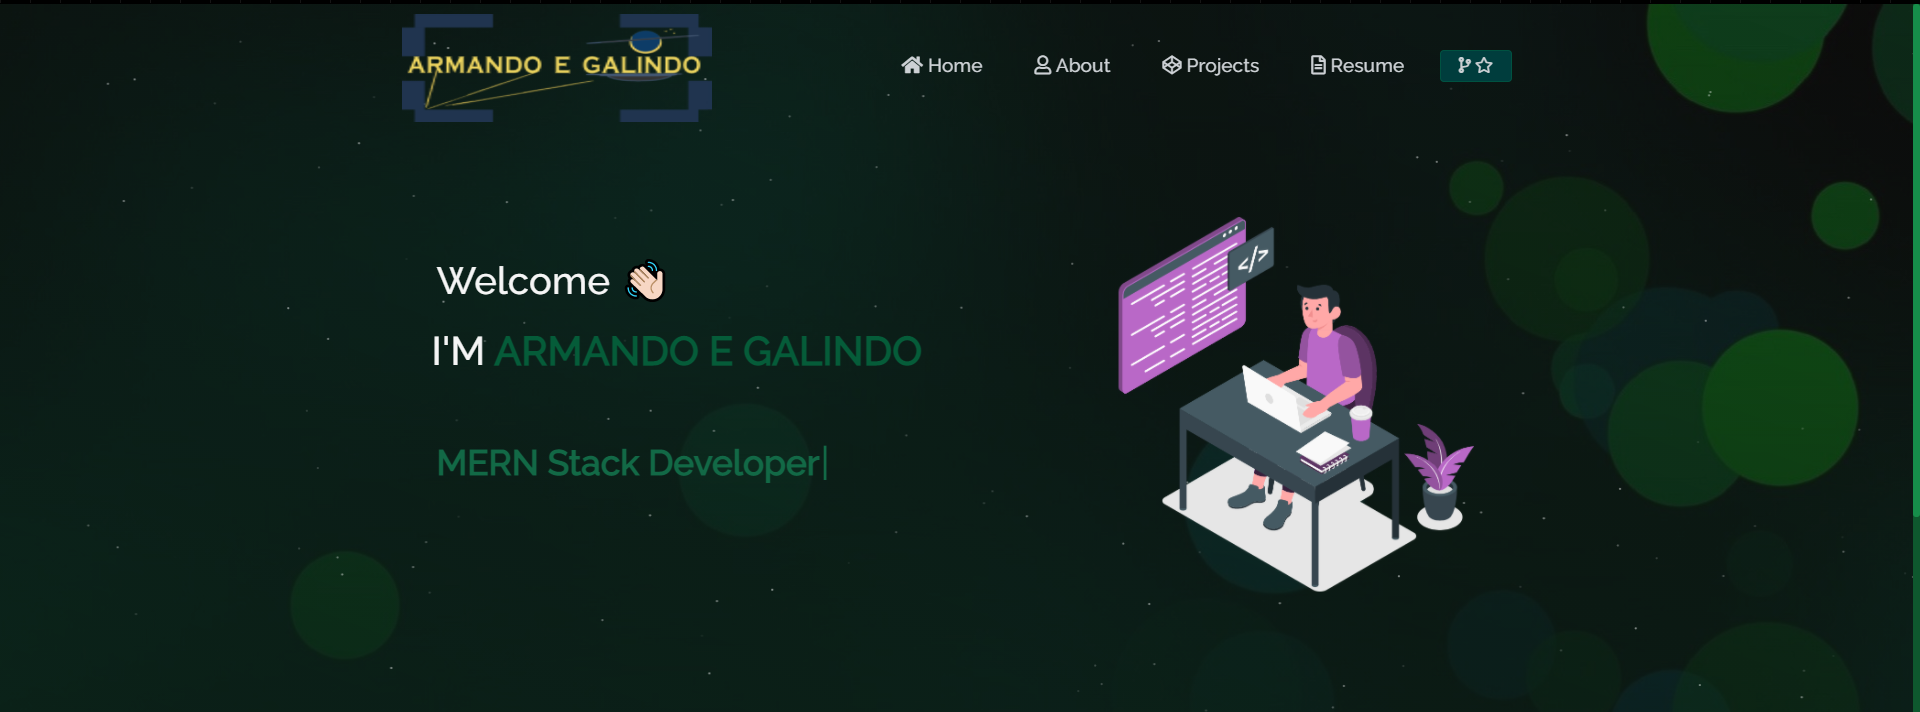 ARMANDO E GALINDO
Home About Projects Resume
</>
Welcome 👋🏻
I'M ARMANDO E GALINDO
MERN Stack Developer|